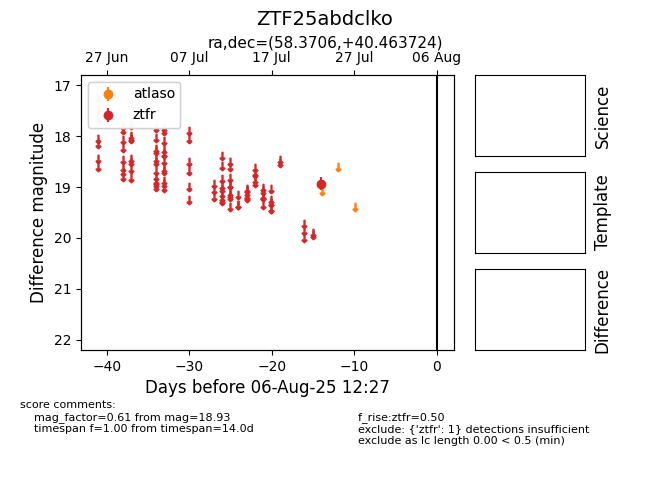 ZTF25abdclko
ra,dec=(58.3706,+40.463724)
27 Jun 07 Jul 17 Jul 27 Jul 06 Aug
atlaso
ztfr
17
18
19
20
21
22
Difference magnitude
−40 −30 −20 −10 0
Days before 06-Aug-25 12:27
Science
Template
Difference
score comments:
mag_factor=0.61 from mag=18.93
timespan f=1.00 from timespan=14.0d
f_rise:ztfr=0.50
exclude: {'ztfr': 1} detections insufficient
exclude as lc length 0.00 < 0.5 (min)